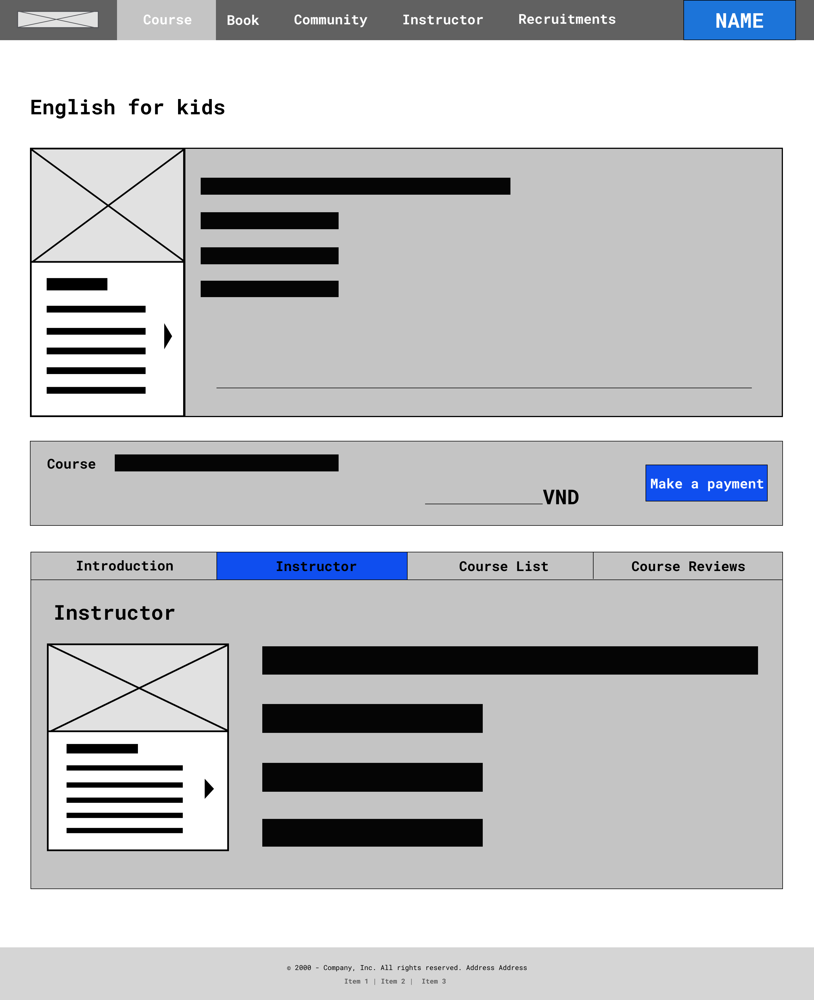 Course Book Community Instructor Recruitments NAME
English for kids
Course
VND
Make a payment
Introduction Instructor Course List Course Reviews
Instructor
© 2000 - Company, Inc. All rights reserved. Address Address
Item 1 | Item 2 | Item 3